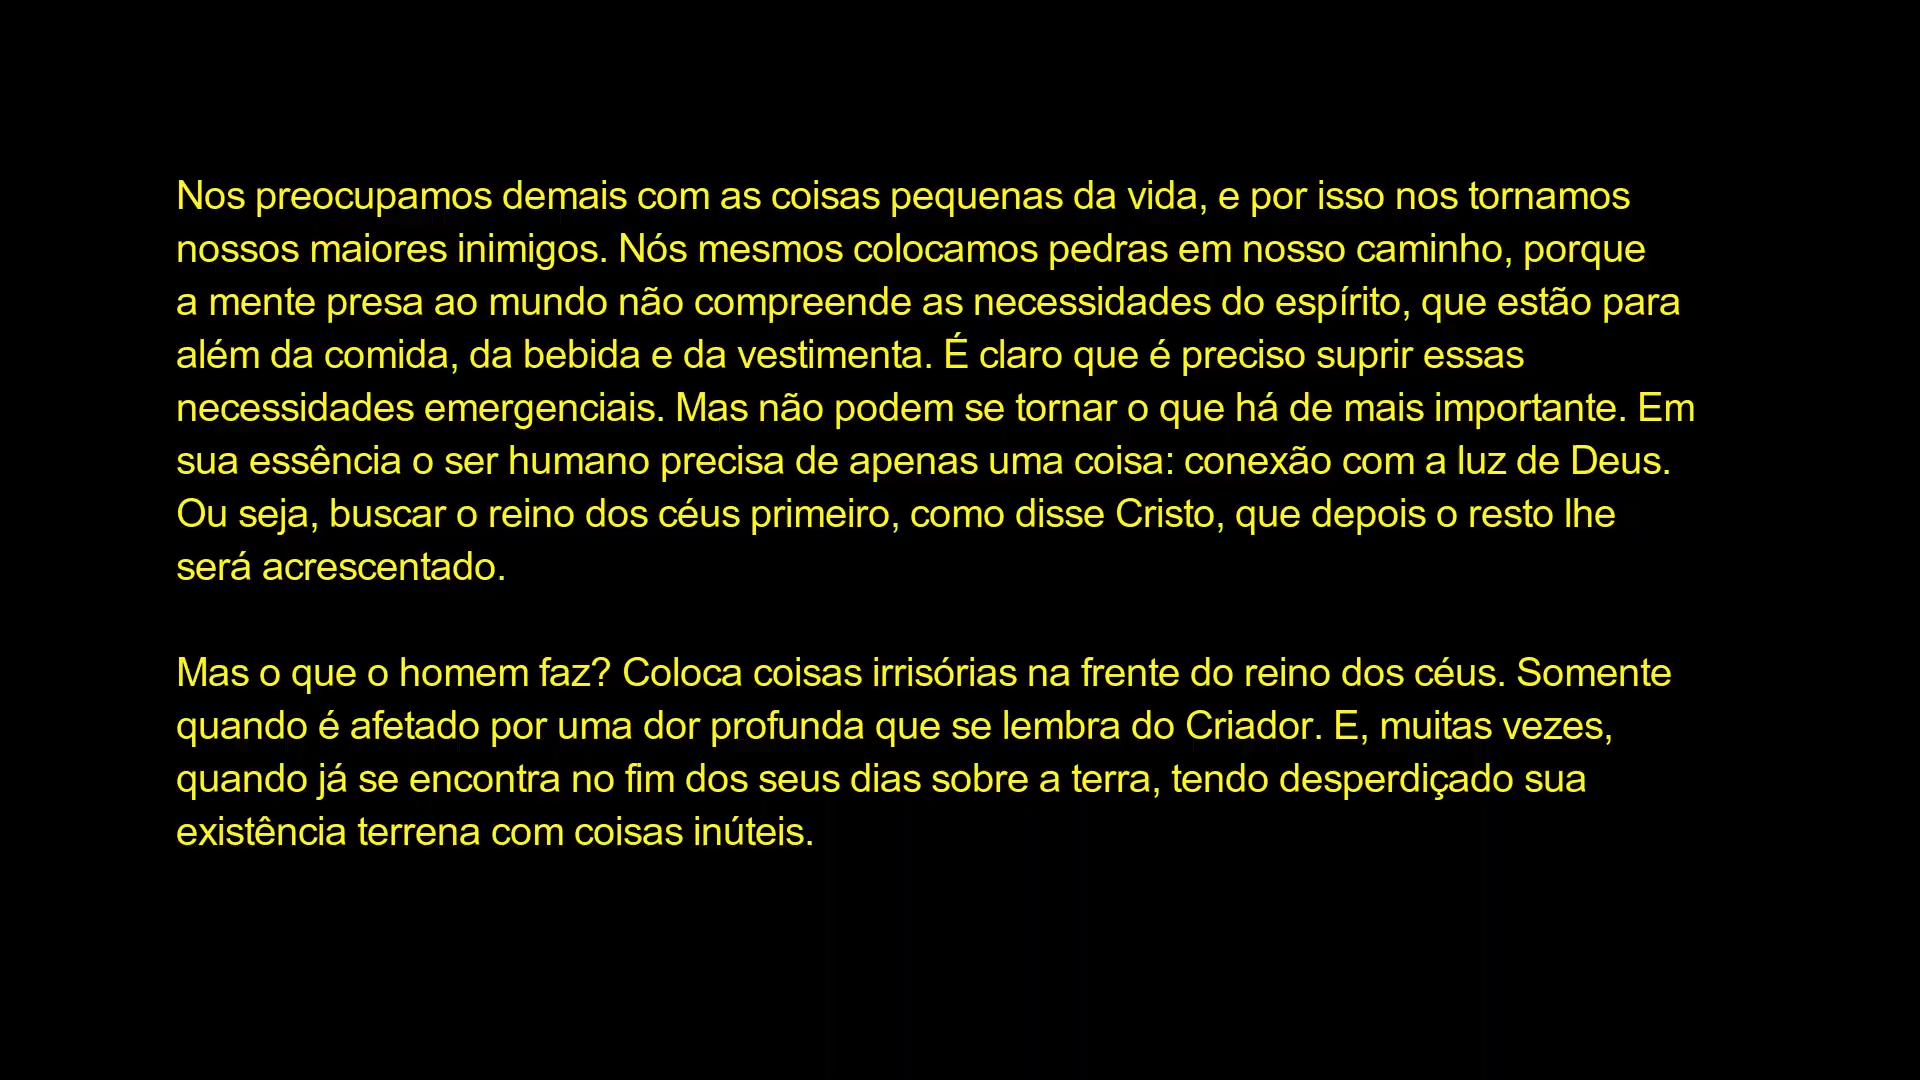 Nos preocupamos demais com as coisas pequenas da vida, e por isso nos tornamos
nossos maiores inimigos. Nós mesmos colocamos pedras em nosso caminho, porque
a mente presa ao mundo não compreende as necessidades do espírito, que estão para
além da comida, da bebida e da vestimenta. É claro que é preciso suprir essas
necessidades emergenciais. Mas não podem se tornar o que há de mais importante. Em
sua essência o ser humano precisa de apenas uma coisa: conexão com a luz de Deus.
Ou seja, buscar o reino dos céus primeiro, como disse Cristo, que depois o resto lhe
será acrescentado.
Mas o que o homem faz? Coloca coisas irrisórias na frente do reino dos céus. Somente
quando é afetado por uma dor profunda que se lembra do Criador. E, muitas vezes,
quando já se encontra no fim dos seus dias sobre a terra, tendo desperdiçado sua
existência terrena com coisas inúteis.